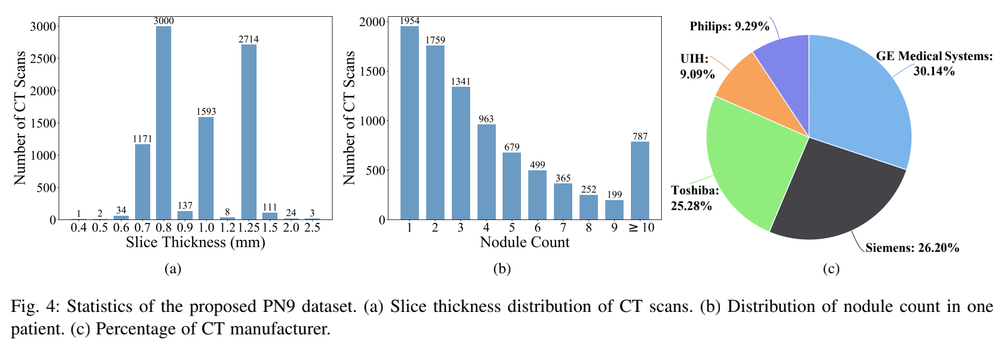 Number of CT Scans
3000
2500
2000
1500
1000
500
0
1
2
34
1171
3000
137
1593
8
2714
111
24
3
0.4 0.5 0.6 0.7 0.8 0.9 1.0 1.2 1.25 1.5 2.0 2.5
Slice Thickness (mm)
(a)
Number of CT Scans
2000
1500
1000
500
0
1954
1759
1341
963
679
499
365
252
199
787
1 2 3 4 5 6 7 8 9 ≥ 10
Nodule Count
(b)
Philips: 9.29%
UIH:
9.09%
GE Medical Systems:
30.14%
Toshiba:
25.28%
Siemens: 26.20%
(c)
Fig. 4: Statistics of the proposed PN9 dataset. (a) Slice thickness distribution of CT scans. (b) Distribution of nodule count in one
patient. (c) Percentage of CT manufacturer.